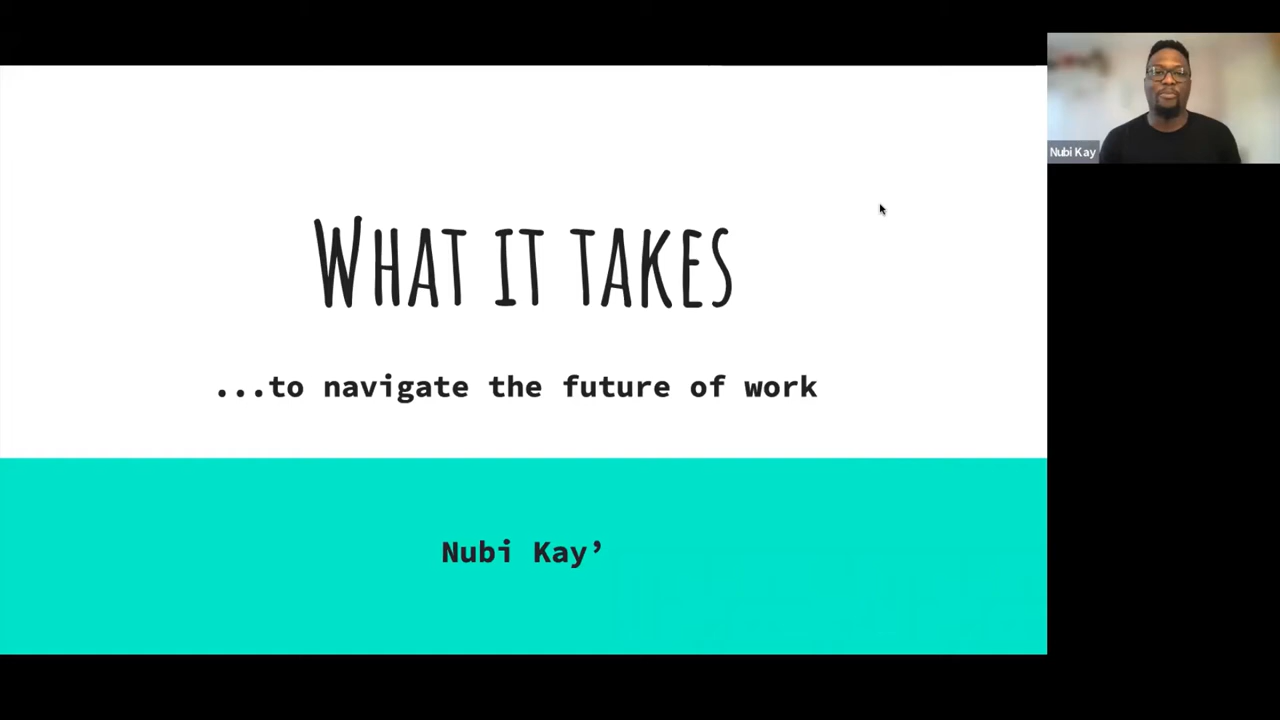 What it takes
...to navigate the future of work
Nubi Kay’
Nubi Kay